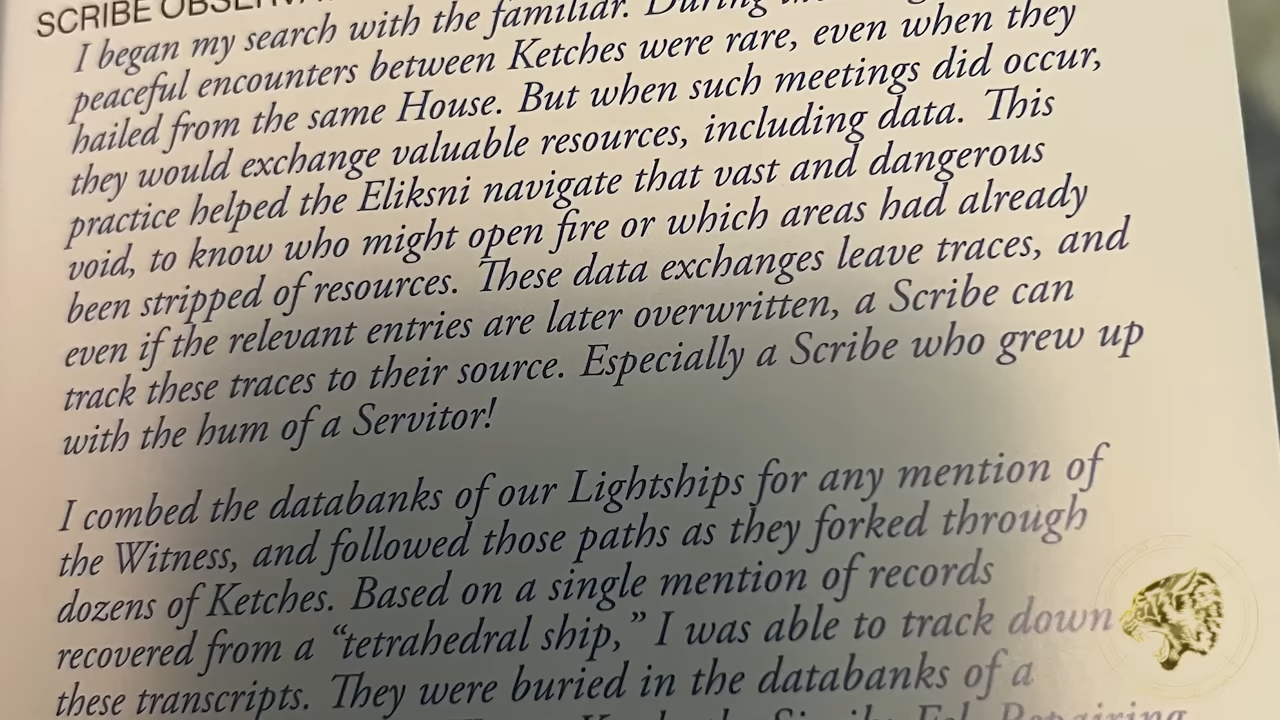 SCRIBE
I began my search with the familiar. During
peaceful encounters between Ketches were rare, even when they
hailed from the same House. But when such meetings did occur,
they would exchange valuable resources, including data. This
practice helped the Eliksni navigate that vast and dangerous
void, to know who might open fire or which areas had already
been stripped of resources. These data exchanges leave traces, and
even if the relevant entries are later overwritten, a Scribe can
track these traces to their source. Especially a Scribe who grew up
with the hum of a Servitor!
I combed the databanks of our Lightships for any mention of
the Witness, and followed those paths as they forked through
dozens of Ketches. Based on a single mention of records
recovered from a “tetrahedral ship,” I was able to track down
these transcripts. They were buried in the databanks of a
Repairing